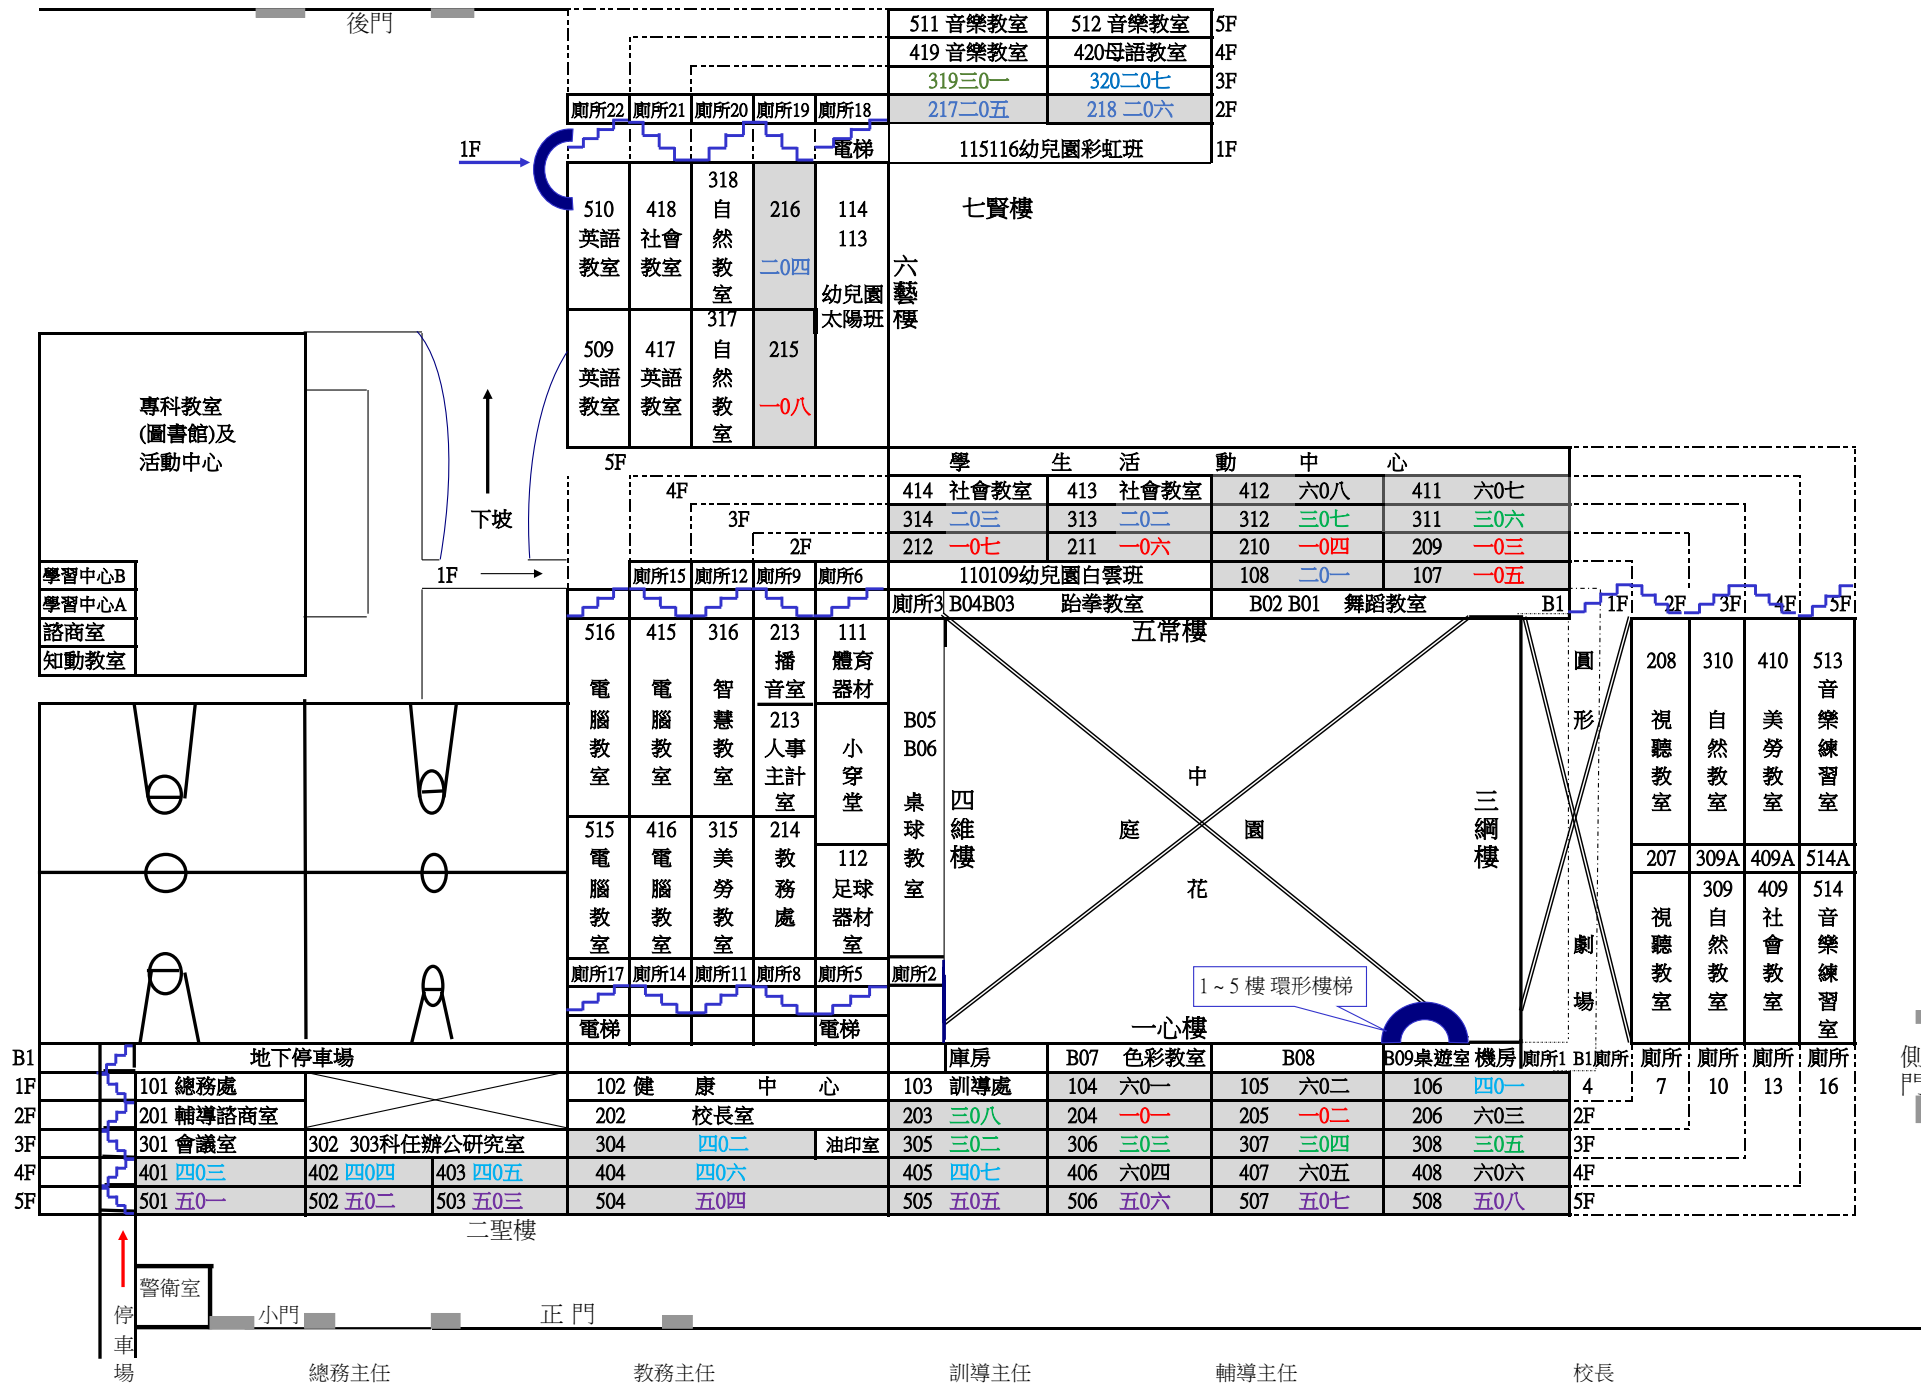 後門
511 音樂教室 512 音樂教室 5F
419 音樂教室 420母語教室 4F
319三0一 320二0七 3F
廁所22 廁所21 廁所20 廁所19 廁所18 217二0五 218 二0六 2F
1F 電梯 115116幼兒園彩虹班 1F
七賢樓
510 英語教室 418 社會教室 318 自然教室 216 二0四 114 113 幼兒園太陽班
六藝樓
509 英語教室 417 英語教室 317 自然教室 215 一0八
專科教室
(圖書館)及
活動中心
下坡
5F 學生活動中心
4F 414 社會教室 413 社會教室 412 六0八 411 六0七
3F 314 二0三 313 二0二 312 三0七 311 三0六
2F 212 一0七 211 一0六 210 一0四 209 一0三
學習中心B 1F 廁所15 廁所12 廁所9 廁所6 110109幼兒園白雲班 108 二0一 107 一0五
學習中心A 廁所3 B04B03 跆拳教室 B02 B01 舞蹈教室 B1 1F 2F 3F 4F 5F
諮商室
知動教室
五常樓
516 電腦教室 415 電腦教室 316 智慧教室 213 播音室 111 體育器材
213 人事主計室 小穿堂
B05 B06 桌球教室
四維樓
中庭園花
三綱樓
圓形劇場
208 視聽教室 310 自然教室 410 美勞教室 513 音樂練習室
515 電腦教室 416 電腦教室 315 美勞教室 214 教務處 112 足球器材室
207 309A 409A 514A
視聽教室 309 自然教室 409 社會教室 514 音樂練習室
廁所17 廁所14 廁所11 廁所8 廁所5 廁所2
1 ~ 5 樓 環形樓梯
電梯 電梯 一心樓
B1 地下停車場 庫房 B07 色彩教室 B08 B09桌遊室 機房 廁所1 B1廁所 廁所 廁所 廁所 廁所
1F 101 總務處 102 健康中心 103 訓導處 104 六0一 105 六0二 106 四0一 4 7 10 13 16
2F 201 輔導諮商室 202 校長室 203 三0八 204 一0一 205 一0二 206 六0三 2F
3F 301 會議室 302 303科任辦公研究室 304 四0二 油印室 305 三0二 306 三0三 307 三0四 308 三0五 3F
4F 401 四0三 402 四0四 403 四0五 404 四0六 405 四0七 406 六0四 407 六0五 408 六0六 4F
5F 501 五0一 502 五0二 503 五0三 504 五0四 505 五0五 506 五0六 507 五0七 508 五0八 5F
側門
二聖樓
警衛室
停車場
小門
正 門
總務主任 教務主任 訓導主任 輔導主任 校長